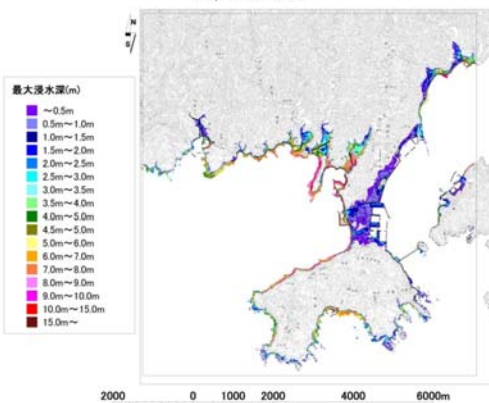 N
S
最大浸水深(m)
～0.5m
0.5m～1.0m
1.0m～1.5m
1.5m～2.0m
2.0m～2.5m
2.5m～3.0m
3.0m～3.5m
3.5m～4.0m
4.0m～5.0m
4.5m～5.0m
5.0m～6.0m
6.0m～7.0m
7.0m～8.0m
8.0m～9.0m
9.0m～10.0m
10.0m～15.0m
15.0m～
2000 0 1000 2000 4000 6000m